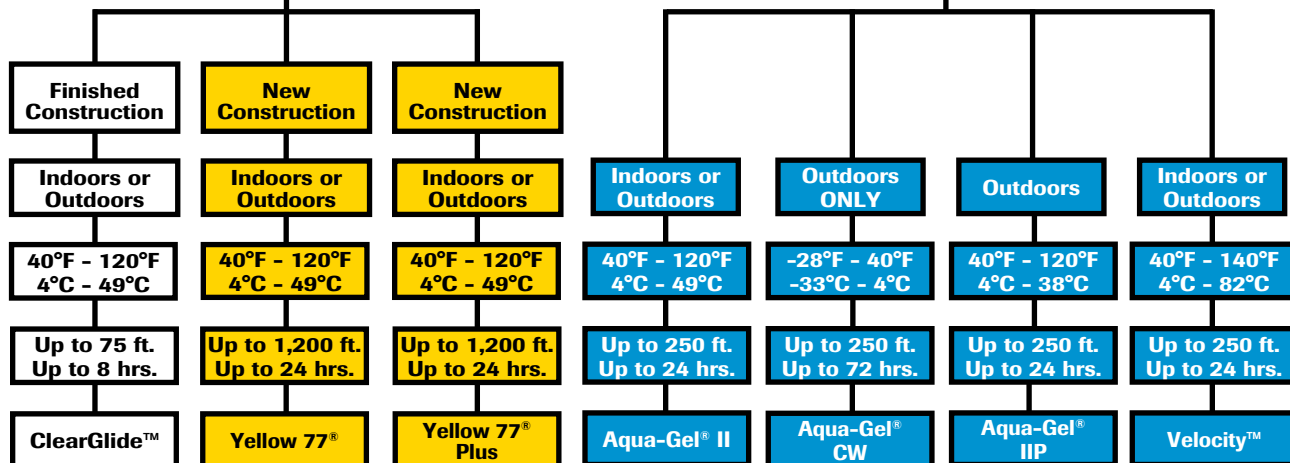 Finished
Construction
New
Construction
New
Construction
Indoors or
Outdoors
Indoors or
Outdoors
Indoors or
Outdoors
Indoors or
Outdoors
Outdoors
ONLY
Outdoors
Indoors or
Outdoors
40°F - 120°F
4°C - 49°C
40°F - 120°F
4°C - 49°C
40°F - 120°F
4°C - 49°C
40°F - 120°F
4°C - 49°C
-28°F - 40°F
-33°C - 4°C
40°F - 120°F
4°C - 38°C
40°F - 140°F
4°C - 82°C
Up to 75 ft.
Up to 8 hrs.
Up to 1,200 ft.
Up to 24 hrs.
Up to 1,200 ft.
Up to 24 hrs.
Up to 250 ft.
Up to 24 hrs.
Up to 250 ft.
Up to 72 hrs.
Up to 250 ft.
Up to 24 hrs.
Up to 250 ft.
Up to 24 hrs.
ClearGlide™
Yellow 77®
Yellow 77®
Plus
Aqua-Gel® II
Aqua-Gel®
CW
Aqua-Gel®
IIP
Velocity™